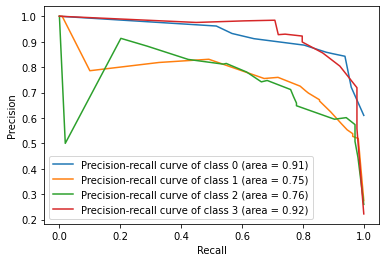 1.0
0.9
0.8
0.7
0.6
0.5
0.4
0.3
0.2
Precision
Precision-recall curve of class 0 (area = 0.91)
Precision-recall curve of class 1 (area = 0.75)
Precision-recall curve of class 2 (area = 0.76)
Precision-recall curve of class 3 (area = 0.92)
0.0 0.2 0.4 0.6 0.8 1.0
Recall